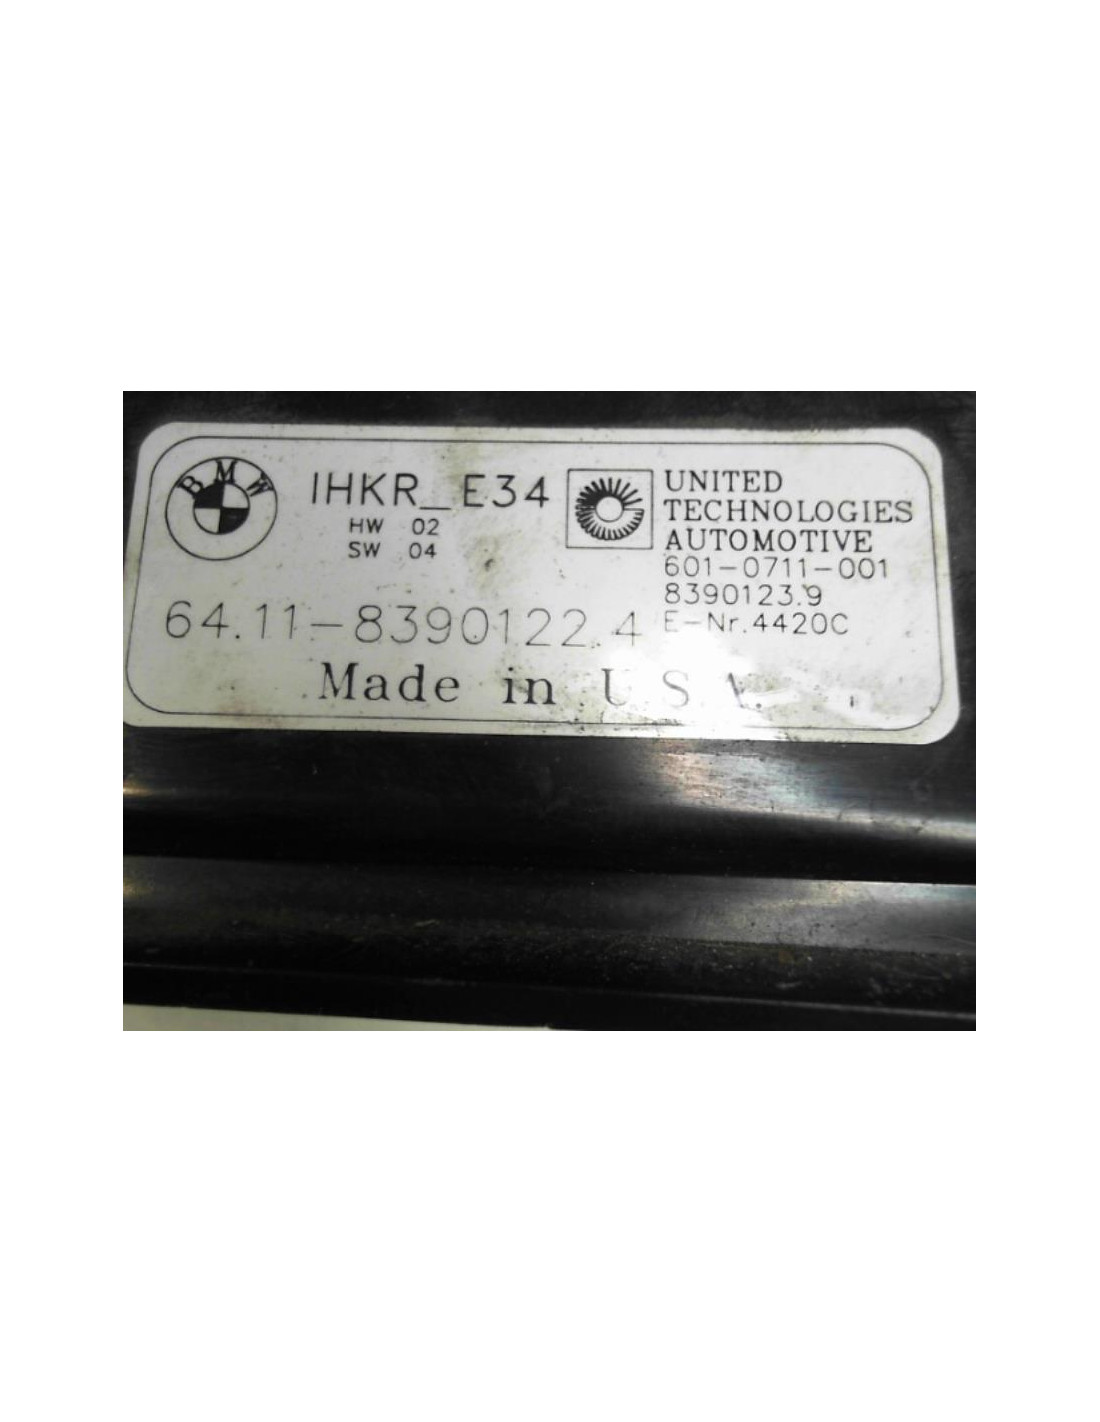 BMW
IHKR_E34
HW 02
SW 04
64.11-8390122.4
UNITED
TECHNOLOGIES
AUTOMOTIVE
601-0711-001
8390123.9
E-Nr.4420C
Made in U.S.A.